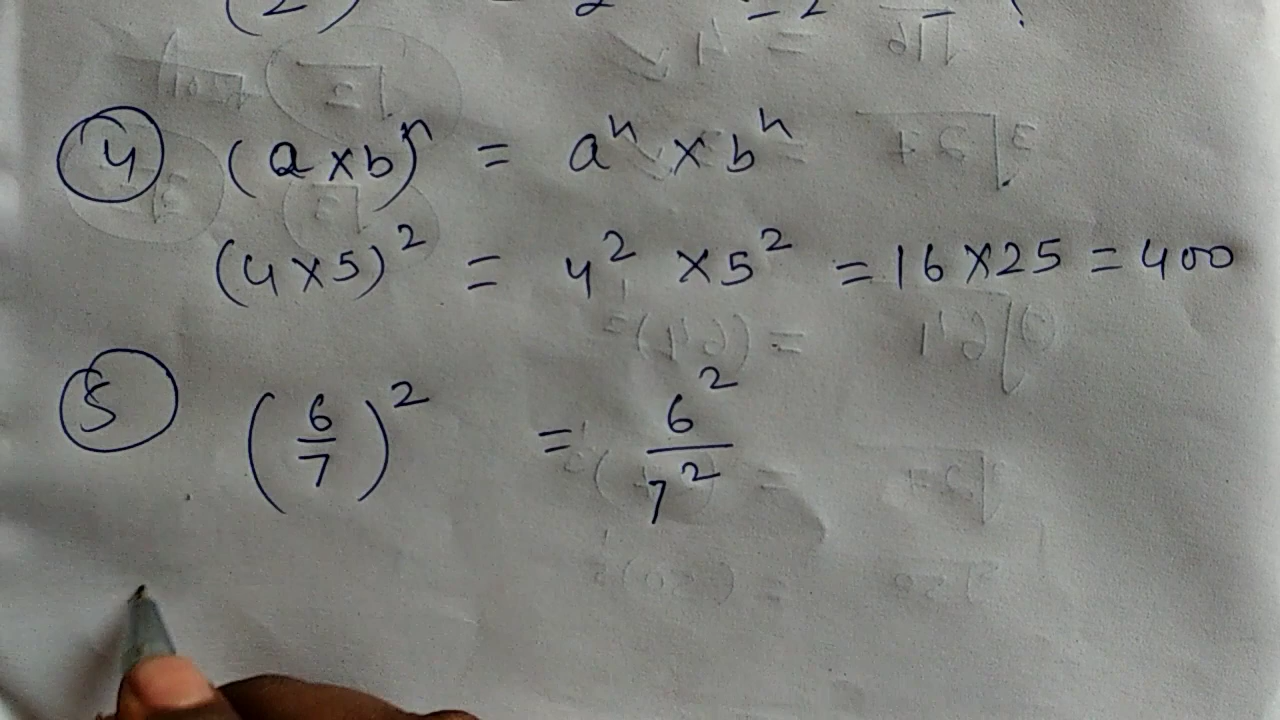 (4) (a×b)ⁿ = aⁿ × bⁿ
(4×5)² = 4² × 5² = 16×25 = 400
(5) (6/7)² = 6²/7²